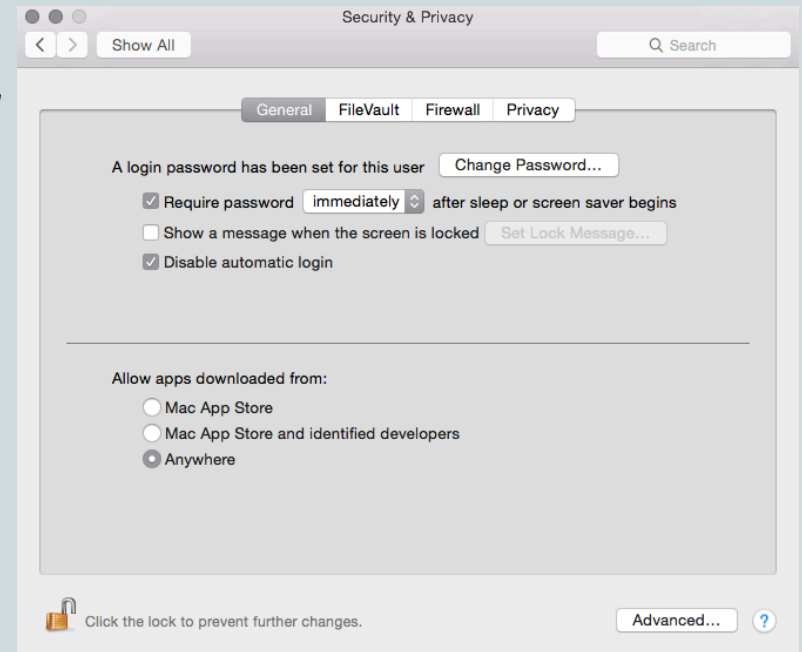 Security & Privacy
Show All
Search
General FileVault Firewall Privacy
A login password has been set for this user Change Password...
Require password immediately after sleep or screen saver begins
Show a message when the screen is locked Set Lock Message...
Disable automatic login
Allow apps downloaded from:
Mac App Store
Mac App Store and identified developers
Anywhere
Click the lock to prevent further changes.
Advanced... ?